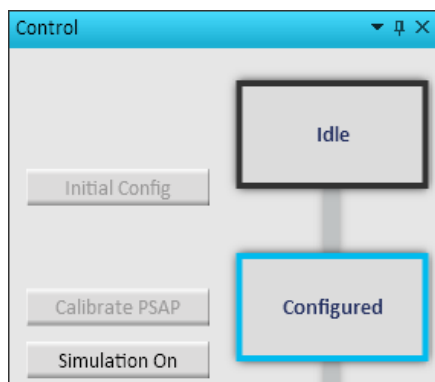 Control
Idle
Initial Config
Configured
Calibrate PSAP
Simulation On